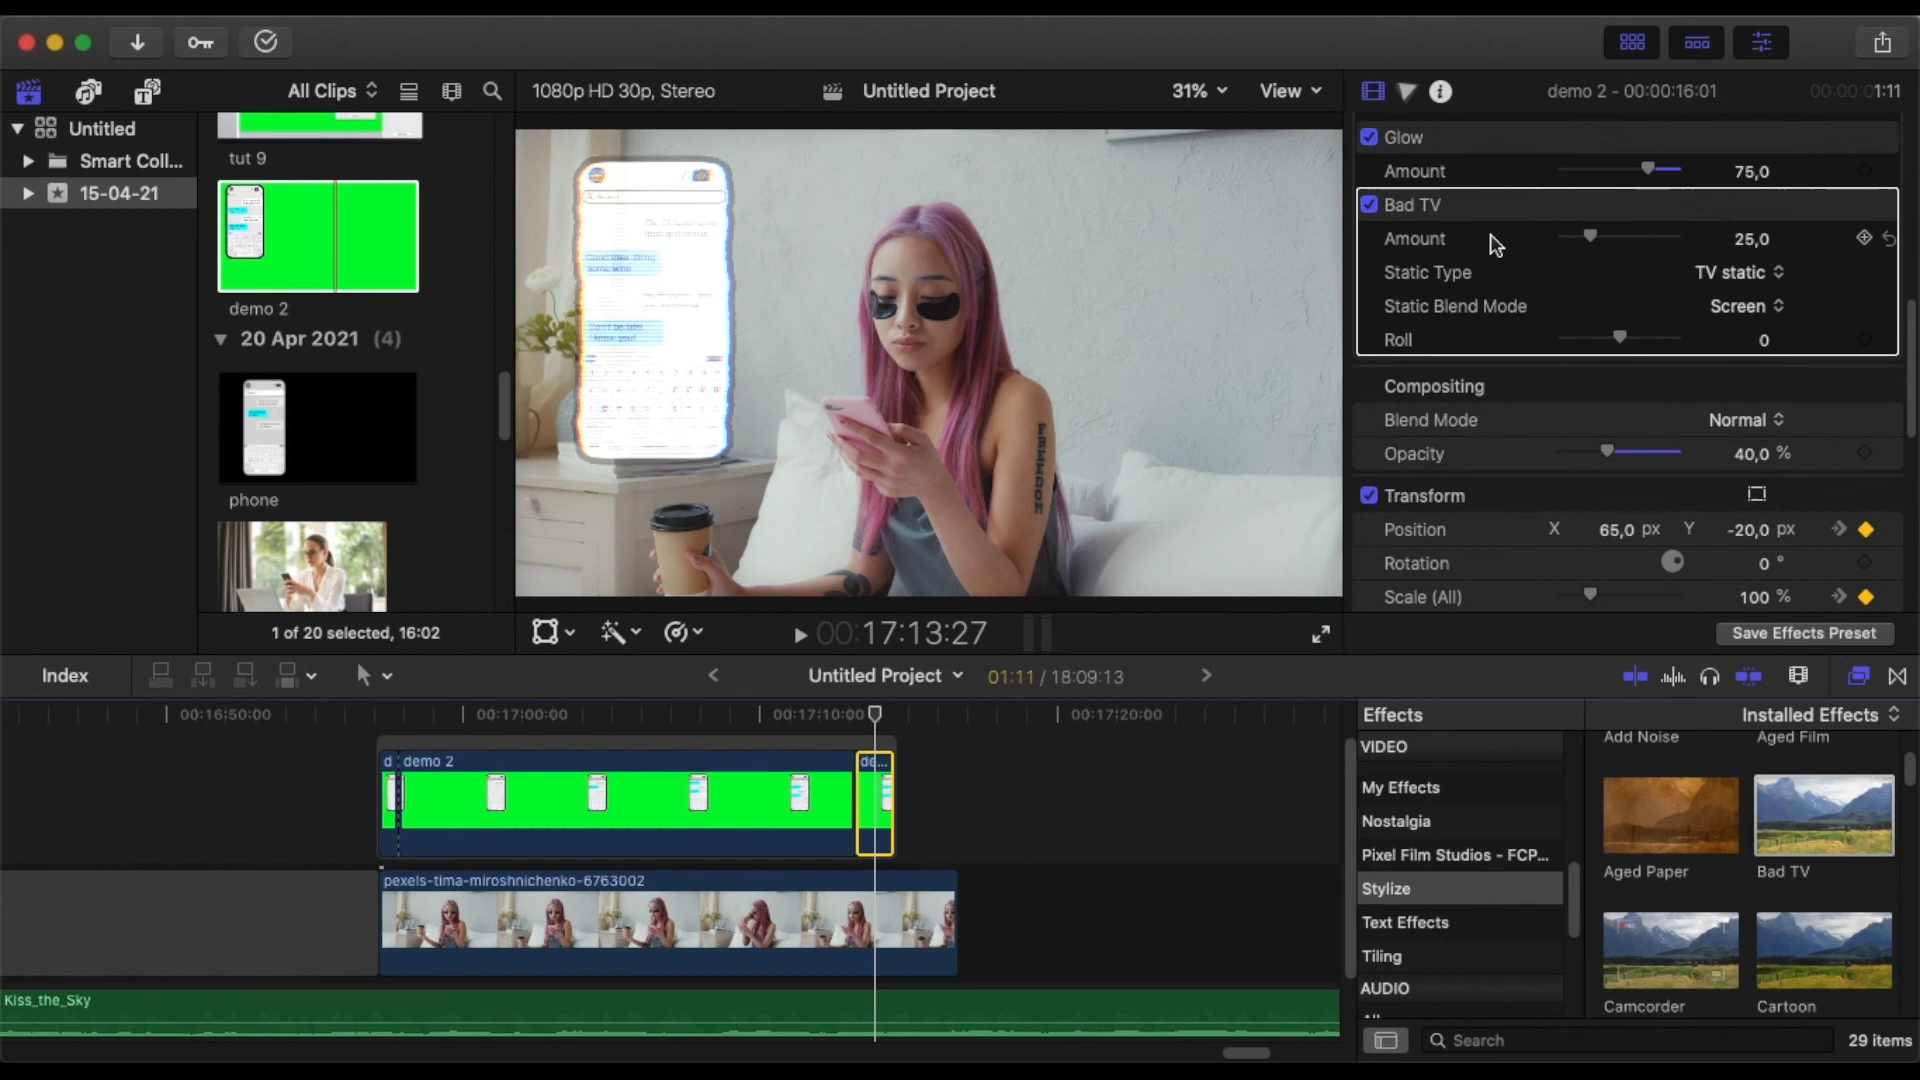 All Clips
1080p HD 30p, Stereo
Untitled Project
31%
View
demo 2 - 00:00:16:01
00:00:01:11
Untitled
Smart Coll...
15-04-21
tut 9
demo 2
20 Apr 2021 (4)
phone
1 of 20 selected, 16:02
FREEDOM
00:17:13:27
Glow
Amount 75,0
Bad TV
Amount 25,0
Static Type TV static
Static Blend Mode Screen
Roll 0
Compositing
Blend Mode Normal
Opacity 40,0 %
Transform
Position X 65,0 px Y -20,0 px
Rotation 0 °
Scale (All) 100 %
Save Effects Preset
Index
Untitled Project
01:11 / 18:09:13
00:16:50:00
00:17:00:00
00:17:10:00
00:17:20:00
d
demo 2
de...
pexels-tima-miroshnichenko-6763002
Kiss_the_Sky
Effects
Installed Effects
VIDEO
My Effects
Nostalgia
Pixel Film Studios - FCP...
Stylize
Text Effects
Tiling
AUDIO
Add Noise
Aged Film
Aged Paper
Bad TV
Camcorder
Cartoon
Search
29 items